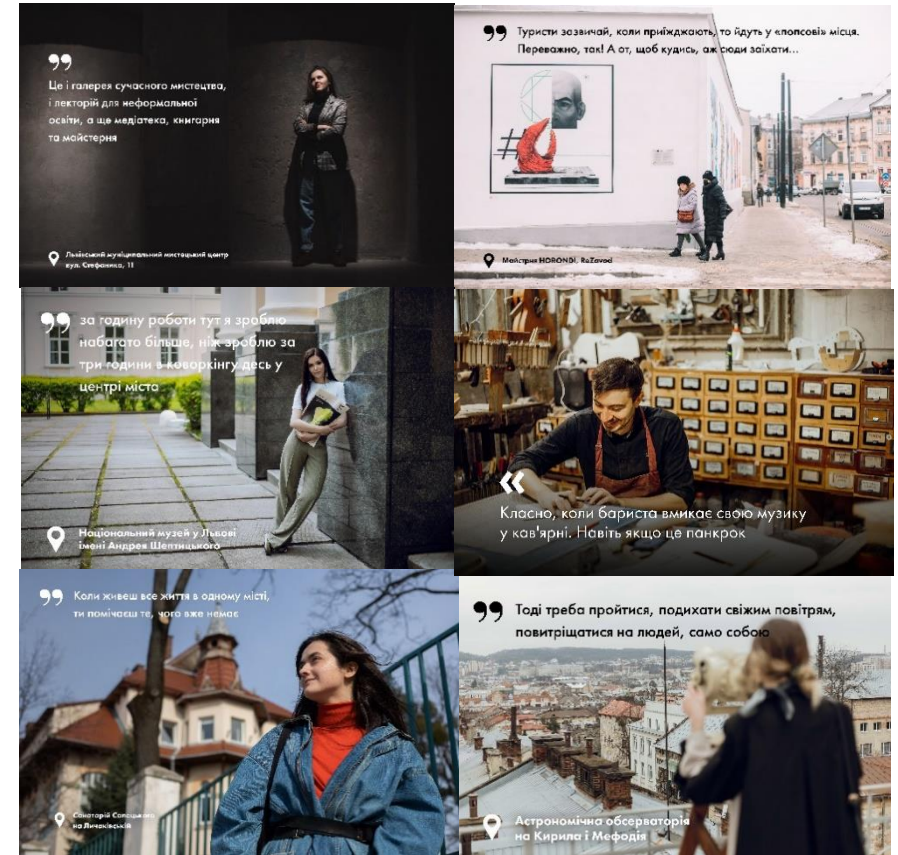 Це і галерея сучасного мистецтва,
і лекторій для неформальної
освіти, а ще медіатека, книгарня
та майстерня
Львівський муніципальний мистецький центр
вул. Стефаника, 11
Туристи зазвичай, коли приїжджають, то йдуть у «попсові» місця.
Переважно, так! А от, щоб кудись, аж сюди заїхати...
#
Майстрня HORONDI, ReZavod
за годину роботи тут я зроблю
набагато більше, ніж зроблю за
три години в коворкінгу десь у
центрі міста
Національний музей у Львові
імені Андрея Шептицького
Класно, коли бариста вмикає свою музику
у кав'ярні. Навіть якщо це панкрок
Коли живеш все життя в одному місті,
ти помічаєш те, чого вже немає
Санаторій
на Личаківській
Тоді треба пройтися, подихати свіжим повітрям,
повитріщатися на людей, само собою
Астрономічна обсерваторія
на Кирила і Мефодія